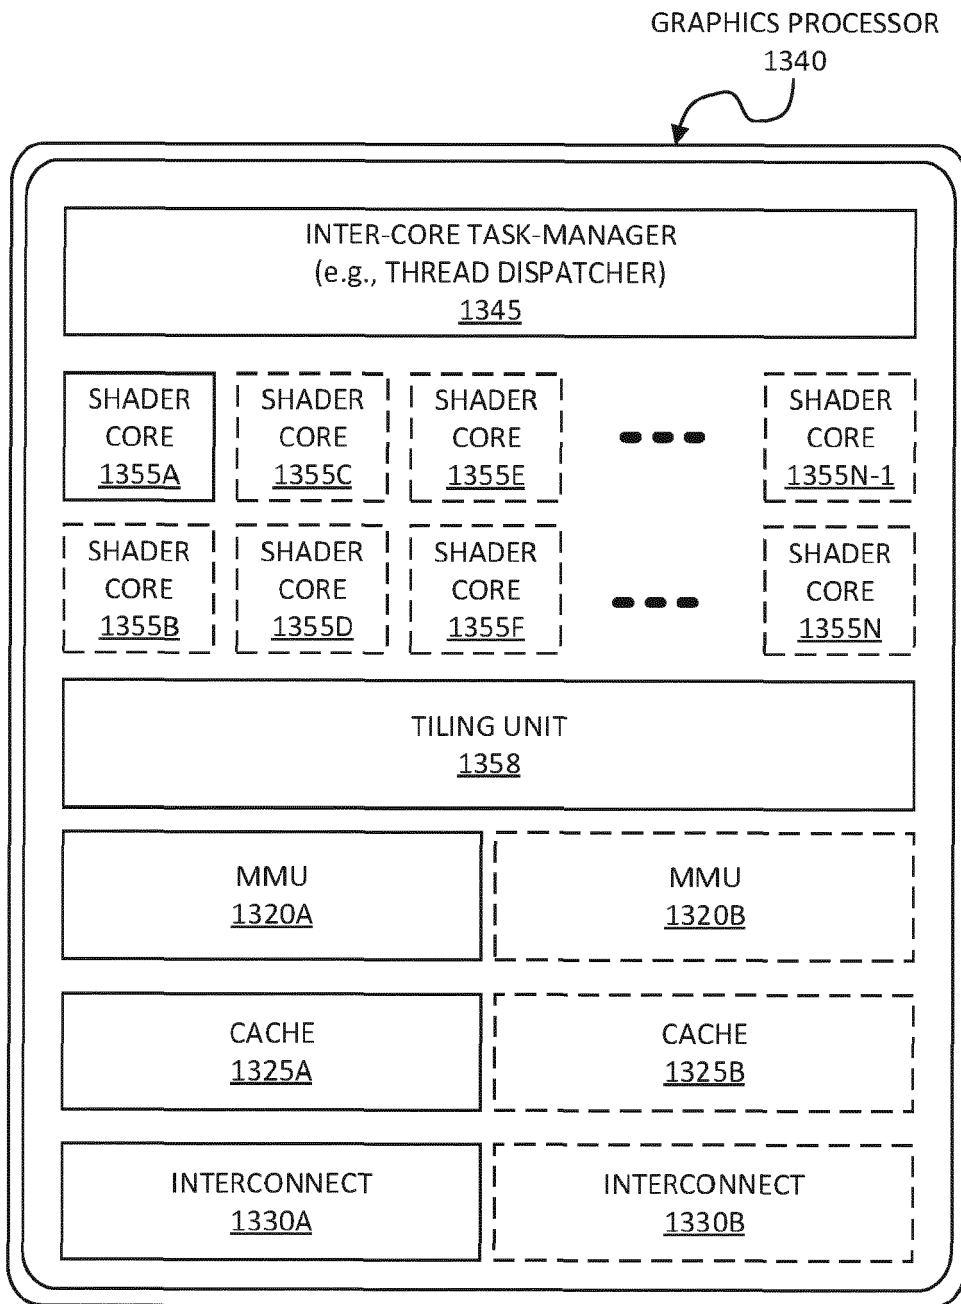 GRAPHICS PROCESSOR
1340
INTER-CORE TASK-MANAGER
(e.g., THREAD DISPATCHER)
1345
SHADER
CORE
1355A
SHADER
CORE
1355C
SHADER
CORE
1355E
SHADER
CORE
1355N-1
SHADER
CORE
1355B
SHADER
CORE
1355D
SHADER
CORE
1355F
SHADER
CORE
1355N
TILING UNIT
1358
MMU
1320A
MMU
1320B
CACHE
1325A
CACHE
1325B
INTERCONNECT
1330A
INTERCONNECT
1330B